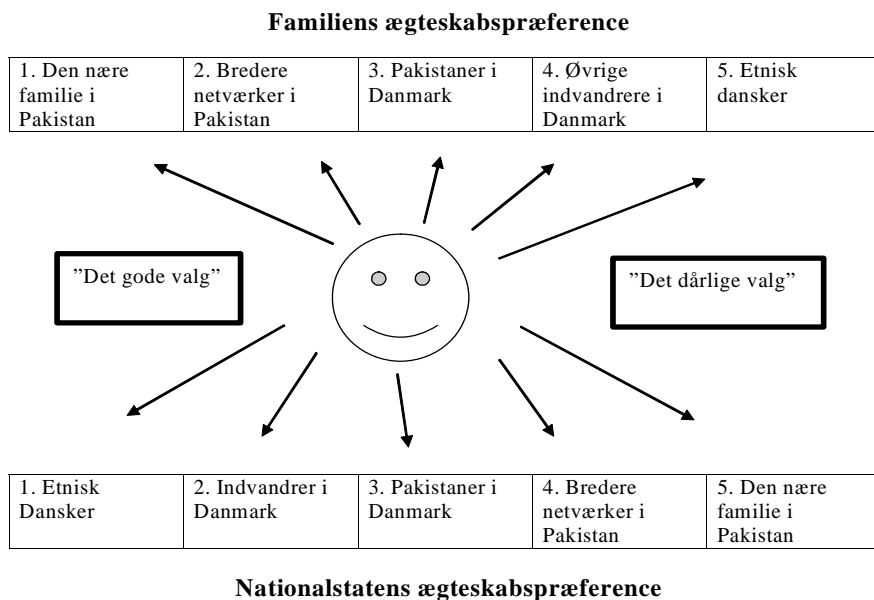 Familiens ægteskabspræference
1. Den nære
familie i
Pakistan
2. Bredere
netværker i
Pakistan
3. Pakistaner i
Danmark
4. Øvrige
indvandrere i
Danmark
5. Etnisk
dansker
”Det gode valg”
”Det dårlige valg”
1. Etnisk
Dansker
2. Indvandrer i
Danmark
3. Pakistaner i
Danmark
4. Bredere
netværker i
Pakistan
5. Den nære
familie i
Pakistan
Nationalstatens ægteskabspræference